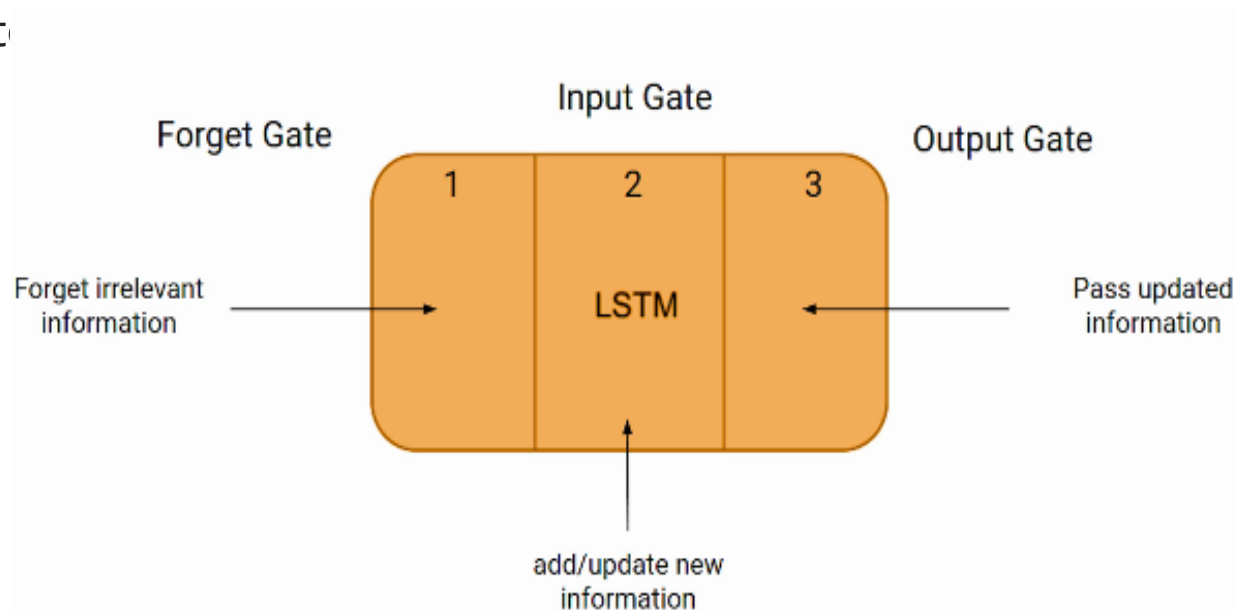 Input Gate
Forget Gate
Output Gate
1 2 3
Forget irrelevant
information
LSTM
Pass updated
information
add/update new
information